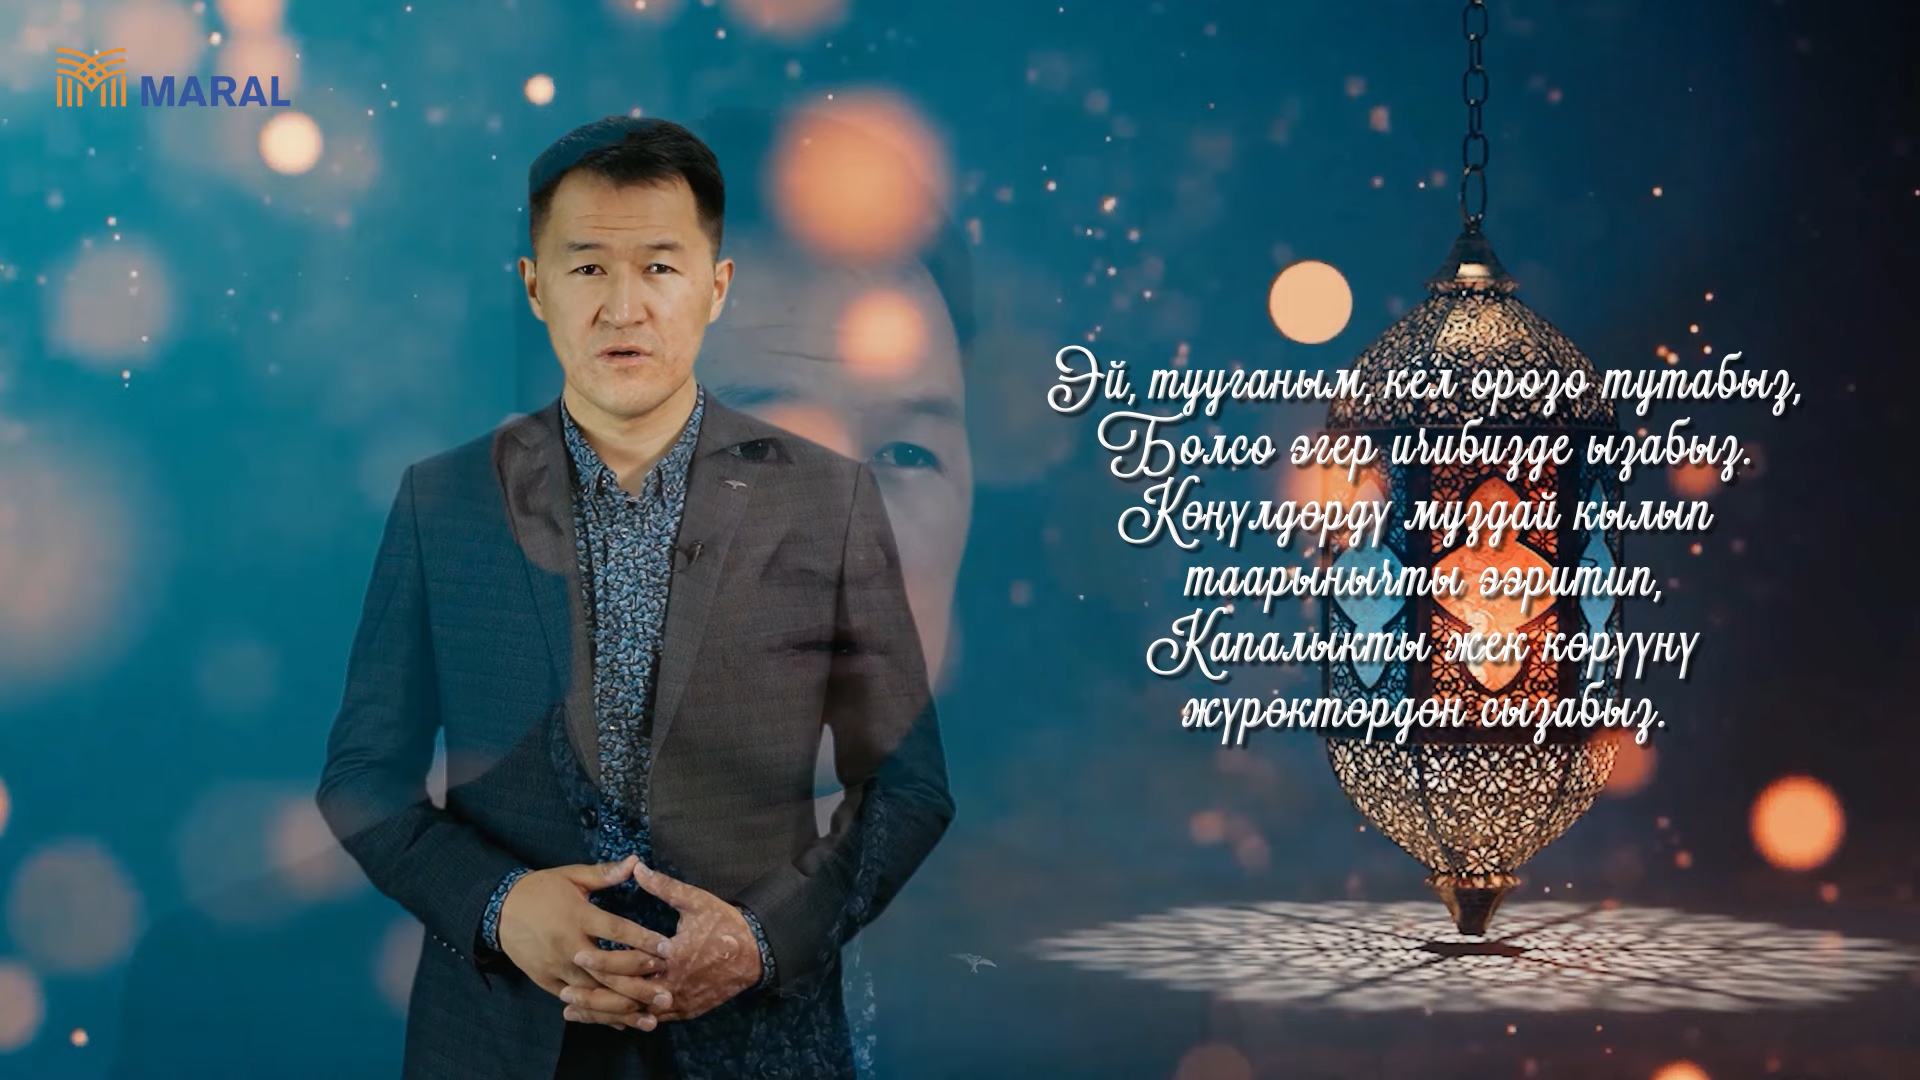 MARAL
Эй, тууганым, кел орозо тутабыз,
Болсо эгер ичибизде ызабыз.
Көңүлдөрдү муздай кылып
таарынычты ээритип,
Капалыкты жек көрүүнү
жүрөктөрдөн сызабыз.